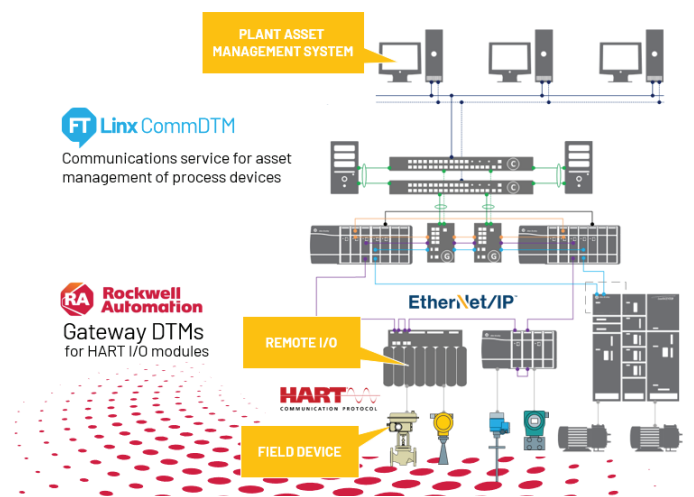 PLANT ASSET
MANAGEMENT SYSTEM
FT Linx CommDTM
Communications service for asset
management of process devices
C
C
G
G
RA Rockwell
Automation
Gateway DTMs
for HART I/O modules
EtherNet/IP™
REMOTE I/O
HART
COMMUNICATION PROTOCOL
FIELD DEVICE